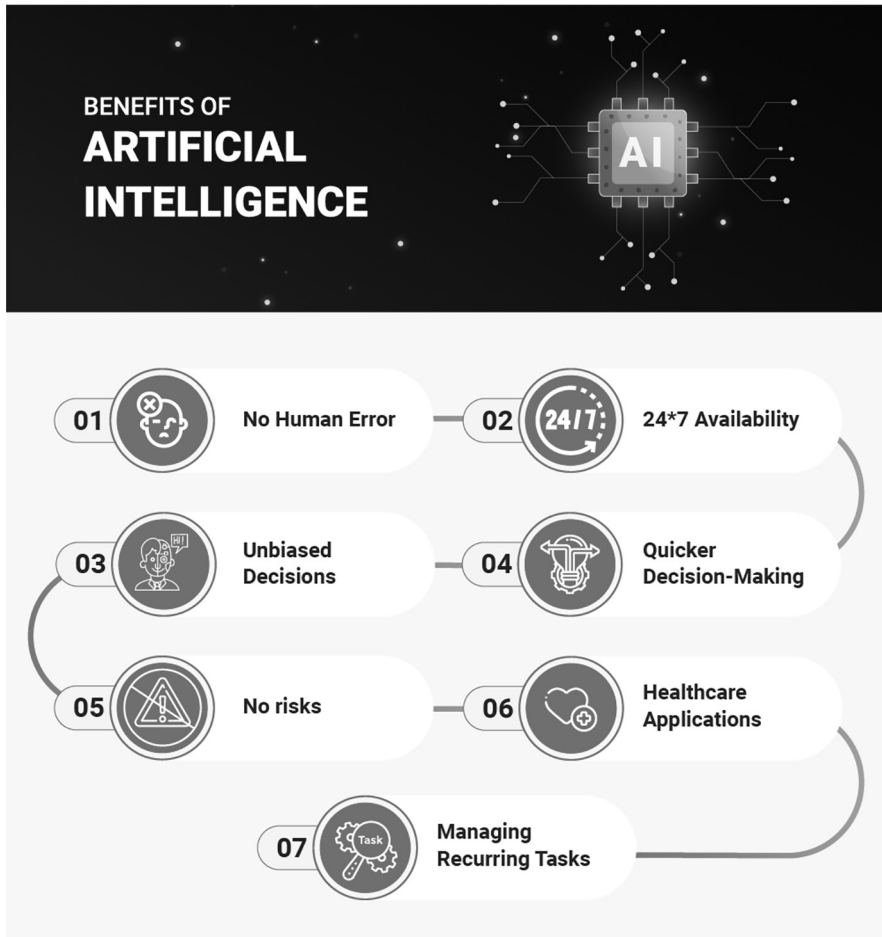 BENEFITS OF
ARTIFICIAL
INTELLIGENCE
AI
01
No Human Error
02
24/7
24*7 Availability
03
HI!
Unbiased
Decisions
04
Quicker
Decision-Making
05
No risks
06
Healthcare
Applications
07
Task
Managing
Recurring Tasks